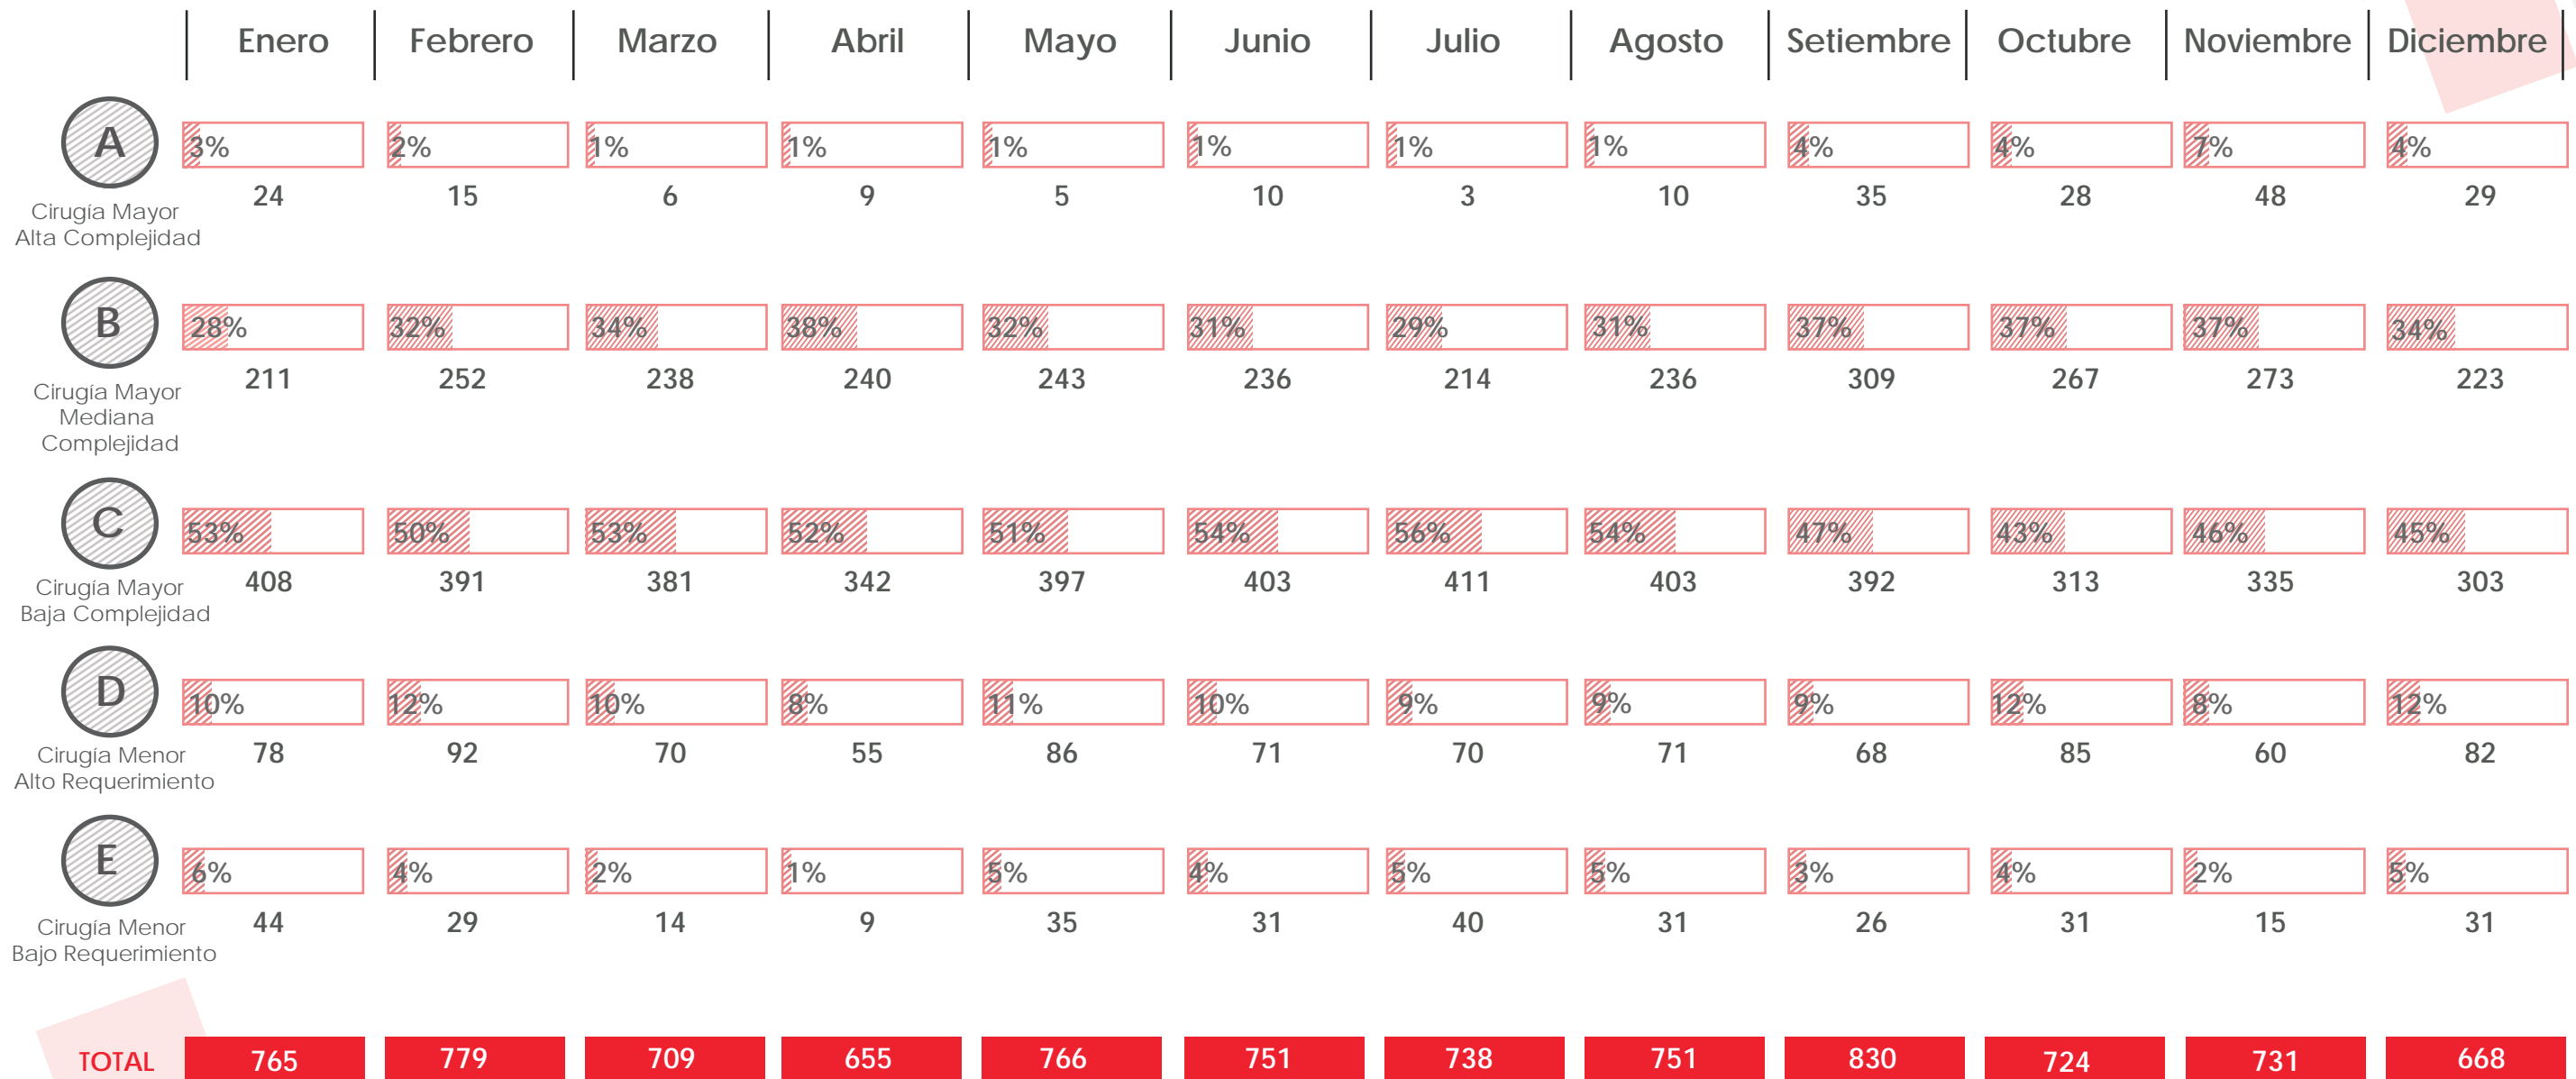 Enero Febrero Marzo Abril Mayo Junio Julio Agosto Setiembre Octubre Noviembre Diciembre
A 3% 2% 1% 1% 1% 1% 1% 1% 4% 4% 7% 4%
24 15 6 9 5 10 3 10 35 28 48 29
Cirugía Mayor
Alta Complejidad
B 28% 32% 34% 38% 32% 31% 29% 31% 37% 37% 37% 34%
211 252 238 240 243 236 214 236 309 267 273 223
Cirugía Mayor
Mediana
Complejidad
C 53% 50% 53% 52% 51% 54% 56% 54% 47% 43% 46% 45%
408 391 381 342 397 403 411 403 392 313 335 303
Cirugía Mayor
Baja Complejidad
D 10% 12% 10% 8% 11% 10% 9% 9% 9% 12% 8% 12%
78 92 70 55 86 71 70 71 68 85 60 82
Cirugía Menor
Alto Requerimiento
E 6% 4% 2% 1% 5% 4% 5% 5% 3% 4% 2% 5%
44 29 14 9 35 31 40 31 26 31 15 31
Cirugía Menor
Bajo Requerimiento
TOTAL 765 779 709 655 766 751 738 751 830 724 731 668